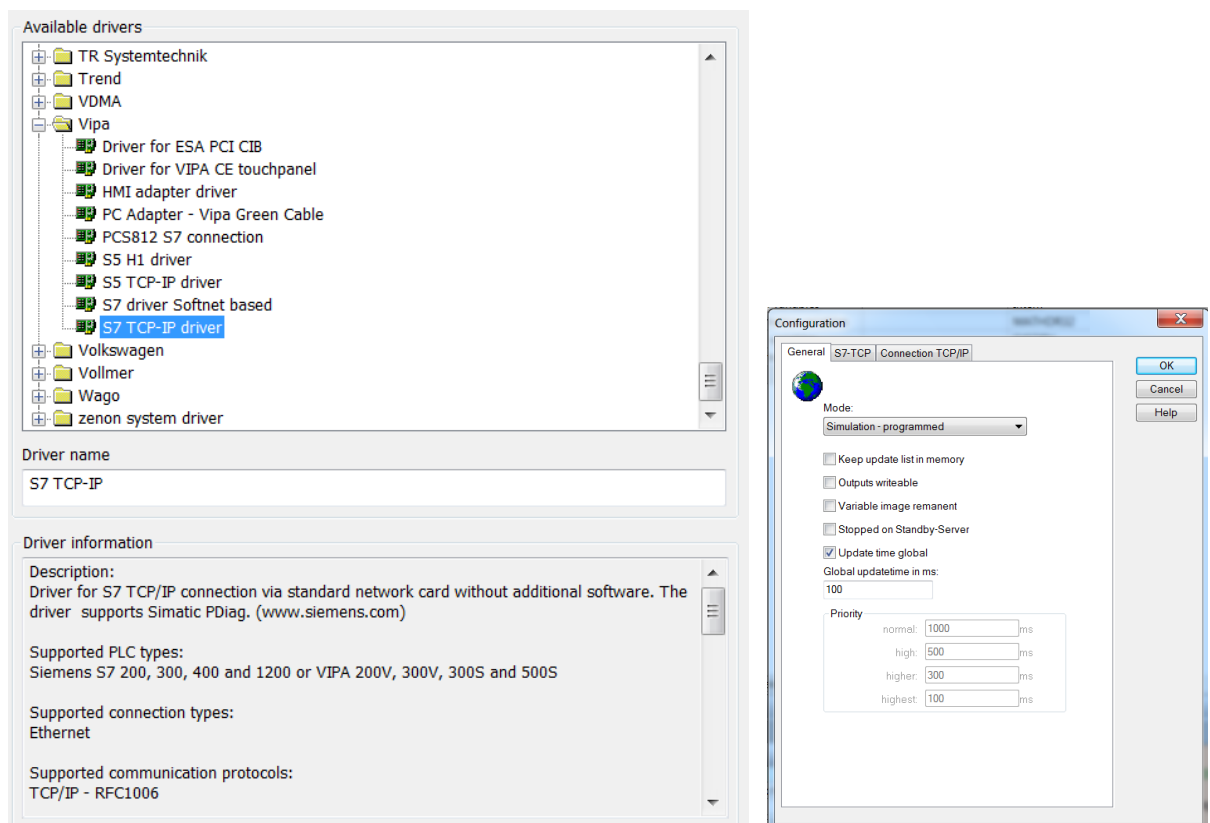 Available drivers
TR Systemtechnik
Trend
VDMA
Vipa
Driver for ESA PCI CIB
Driver for VIPA CE touchpanel
HMI adapter driver
PC Adapter - Vipa Green Cable
PCS812 S7 connection
S5 H1 driver
S5 TCP-IP driver
S7 driver Softnet based
S7 TCP-IP driver
Volkswagen
Vollmer
Wago
zenon system driver
Driver name
S7 TCP-IP
Driver information
Description:
Driver for S7 TCP/IP connection via standard network card without additional software. The
driver supports Simatic PDiag. (www.siemens.com)
Supported PLC types:
Siemens S7 200, 300, 400 and 1200 or VIPA 200V, 300V, 300S and 500S
Supported connection types:
Ethernet
Supported communication protocols:
TCP/IP - RFC1006
Configuration
General S7-TCP Connection TCP/IP
OK
Cancel
Help
Mode:
Simulation - programmed
Keep update list in memory
Outputs writeable
Variable image remanent
Stopped on Standby-Server
Update time global
Global updatetime in ms:
100
Priority
normal: 1000 ms
high: 500 ms
higher: 300 ms
highest: 100 ms